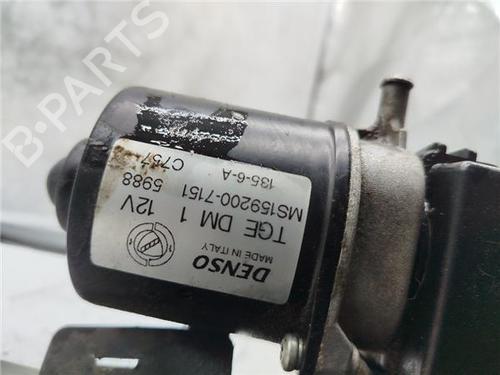 B-PARTS
DENSO
MADE IN ITALY
TGE DM 1 12V
MS159200-7151 5988
135-6-A C757